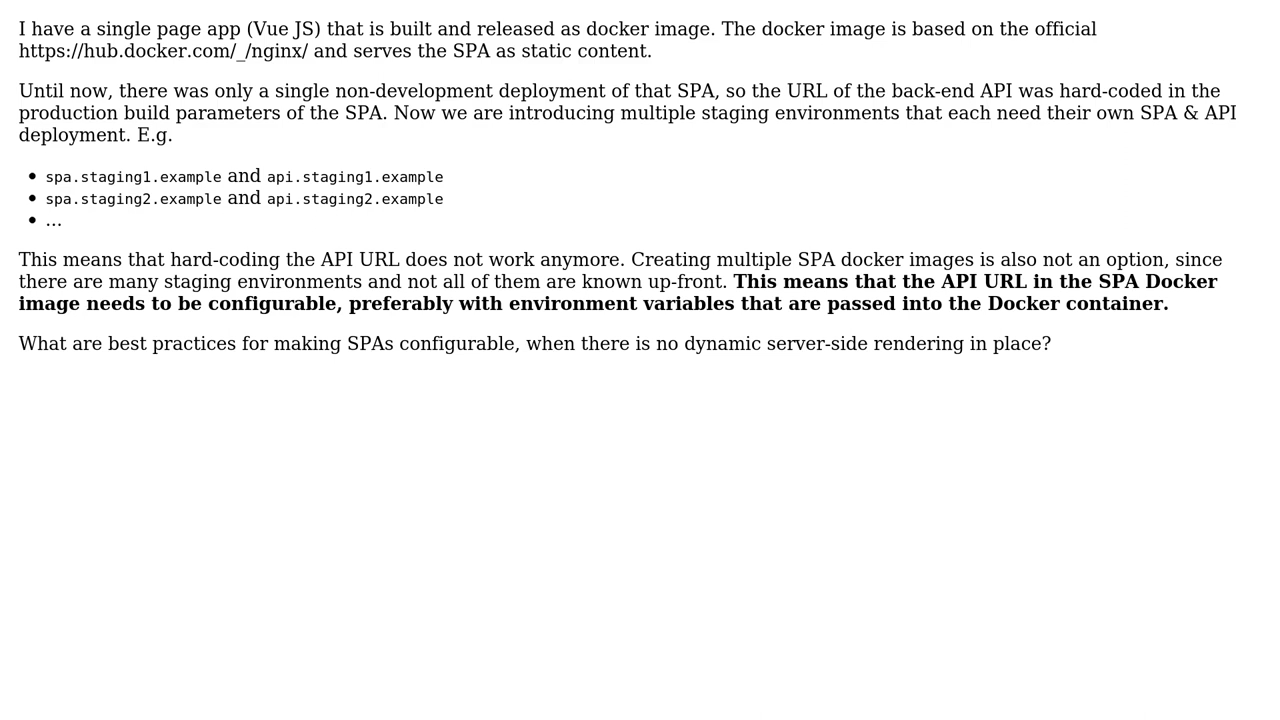 I have a single page app (Vue JS) that is built and released as docker image. The docker image is based on the official
https://hub.docker.com/_/nginx/ and serves the SPA as static content.
Until now, there was only a single non-development deployment of that SPA, so the URL of the back-end API was hard-coded in the
production build parameters of the SPA. Now we are introducing multiple staging environments that each need their own SPA & API
deployment. E.g.
• spa.staging1.example and api.staging1.example
• spa.staging2.example and api.staging2.example
• ...
This means that hard-coding the API URL does not work anymore. Creating multiple SPA docker images is also not an option, since
there are many staging environments and not all of them are known up-front. This means that the API URL in the SPA Docker
image needs to be configurable, preferably with environment variables that are passed into the Docker container.
What are best practices for making SPAs configurable, when there is no dynamic server-side rendering in place?